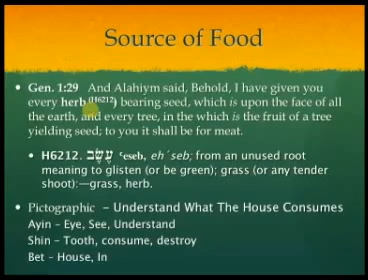 Source of Food
• Gen. 1:29 And Alahiym said, Behold, I have given you
every herb (H6212) bearing seed, which is upon the face of all
the earth, and every tree, in the which is the fruit of a tree
yielding seed; to you it shall be for meat.
• H6212. עֶשֶׂב ‛eseb, eh´seb; from an unused root
meaning to glisten (or be green); grass (or any tender
shoot):—grass, herb.
• Pictographic – Understand What The House Consumes
Ayin – Eye, See, Understand
Shin – Tooth, consume, destroy
Bet – House, In